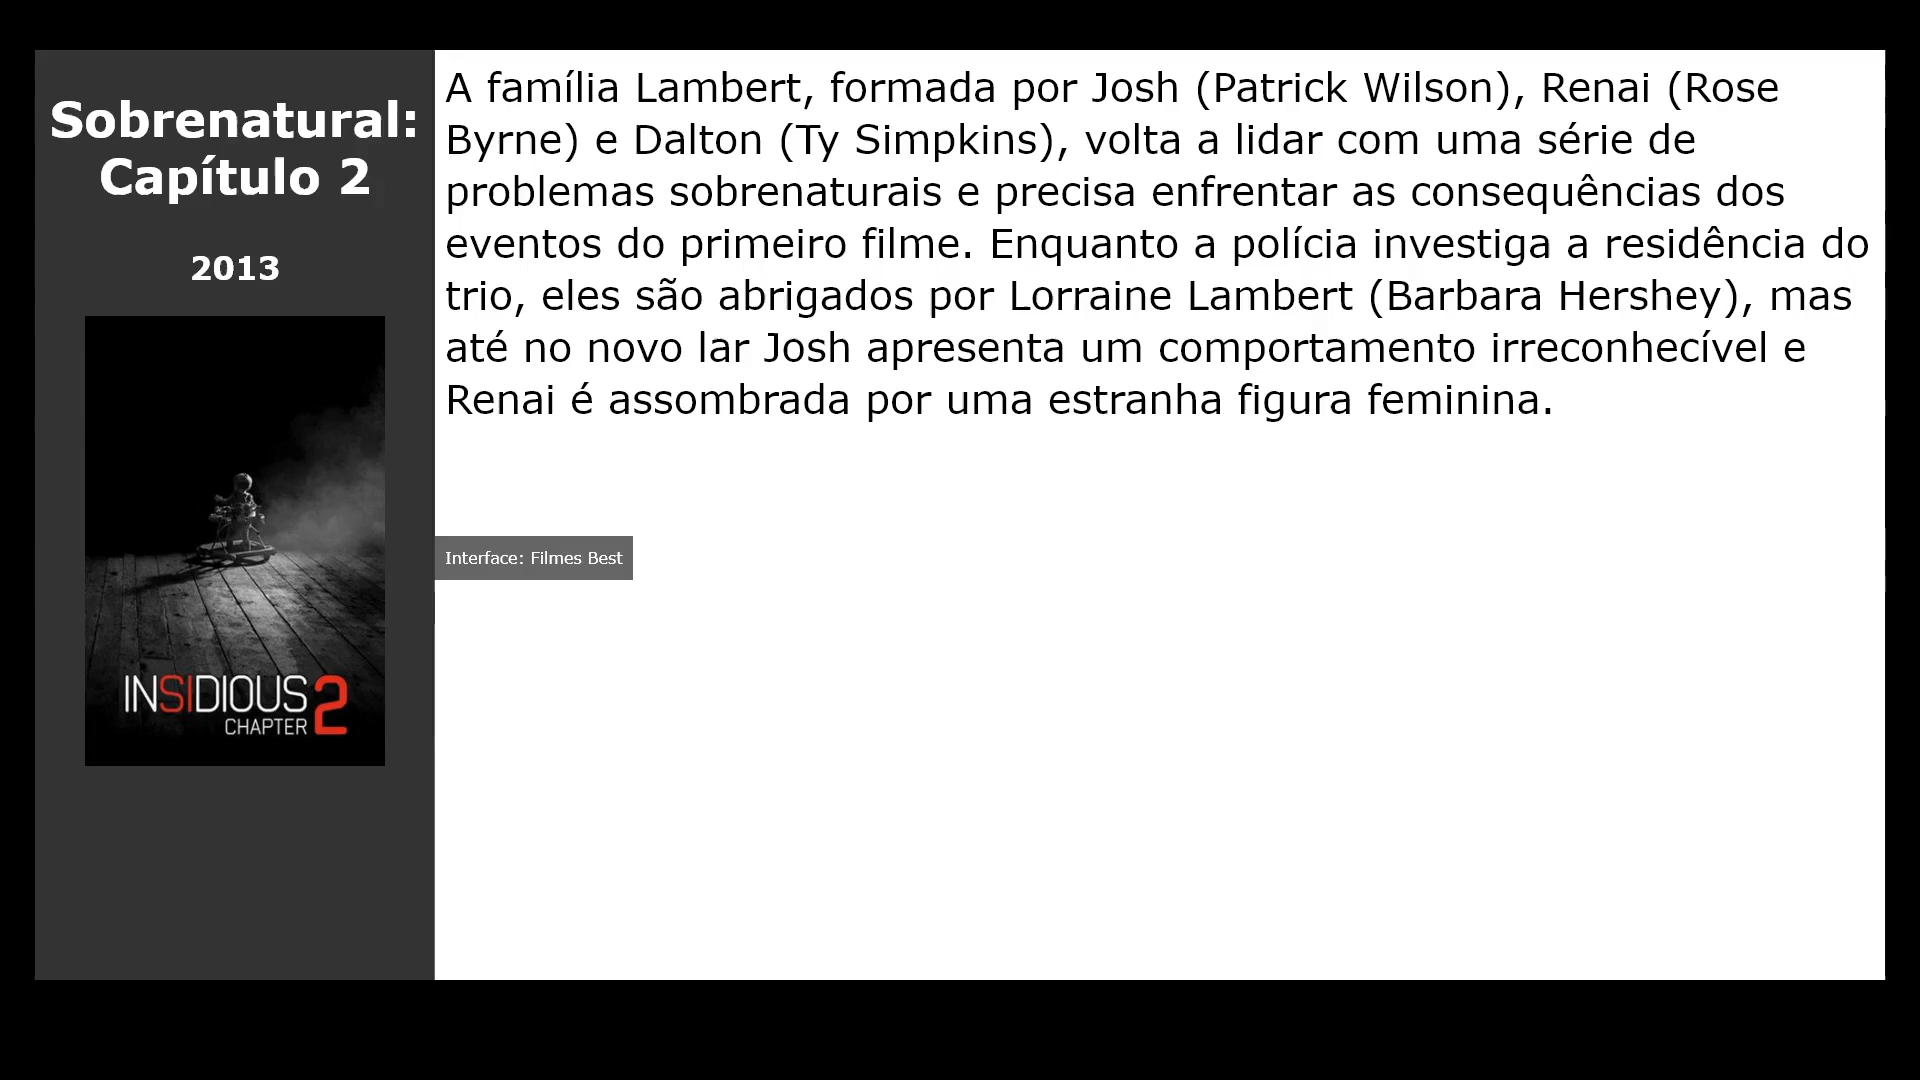 Sobrenatural:
Capítulo 2
2013
INSIDIOUS
CHAPTER 2
A família Lambert, formada por Josh (Patrick Wilson), Renai (Rose
Byrne) e Dalton (Ty Simpkins), volta a lidar com uma série de
problemas sobrenaturais e precisa enfrentar as consequências dos
eventos do primeiro filme. Enquanto a polícia investiga a residência do
trio, eles são abrigados por Lorraine Lambert (Barbara Hershey), mas
até no novo lar Josh apresenta um comportamento irreconhecível e
Renai é assombrada por uma estranha figura feminina.
Interface: Filmes Best